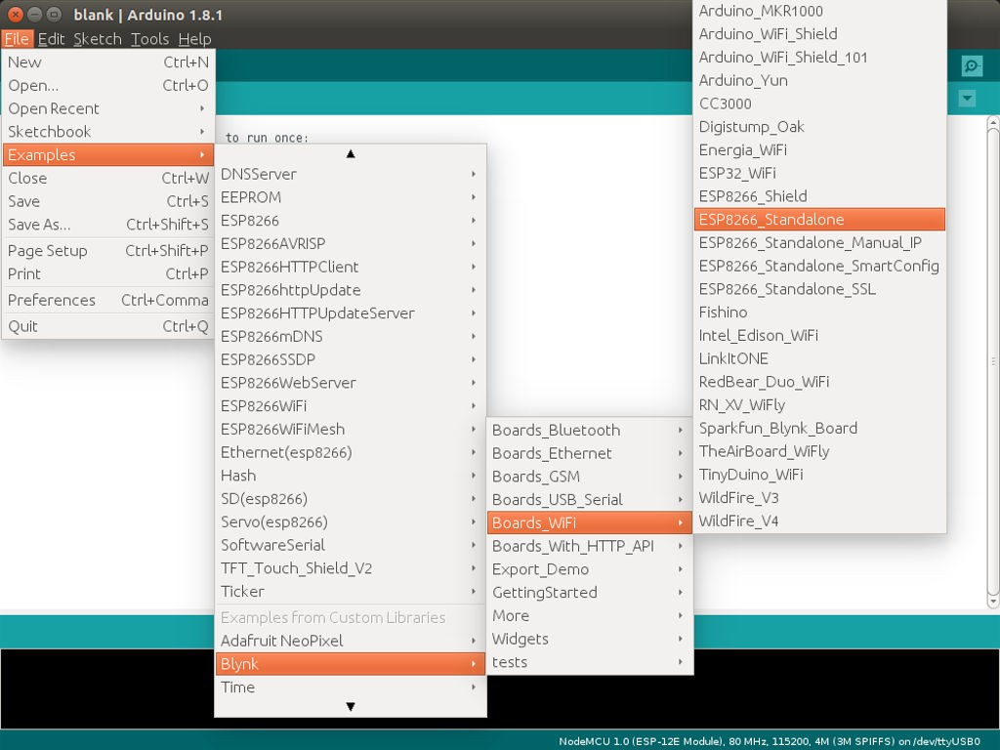 blank | Arduino 1.8.1
File Edit Sketch Tools Help
New Ctrl+N
Open... Ctrl+O
Open Recent
Sketchbook
Examples
Close Ctrl+W
Save Ctrl+S
Save As... Ctrl+Shift+S
Page Setup Ctrl+Shift+P
Print Ctrl+P
Preferences Ctrl+Comma
Quit Ctrl+Q
to run once:
DNSServer
EEPROM
ESP8266
ESP8266AVRISP
ESP8266HTTPClient
ESP8266httpUpdate
ESP8266HTTPUpdateServer
ESP8266mDNS
ESP8266SSDP
ESP8266WebServer
ESP8266WiFi
ESP8266WiFiMesh
Ethernet(esp8266)
Hash
SD(esp8266)
Servo(esp8266)
SoftwareSerial
TFT_Touch_Shield_V2
Ticker
Examples from Custom Libraries
Adafruit NeoPixel
Blynk
Time
Boards_Bluetooth
Boards_Ethernet
Boards_GSM
Boards_USB_Serial
Boards_WiFi
Boards_With_HTTP_API
Export_Demo
GettingStarted
More
Widgets
tests
Arduino_MKR1000
Arduino_WiFi_Shield
Arduino_WiFi_Shield_101
Arduino_Yun
CC3000
Digistump_Oak
Energia_WiFi
ESP32_WiFi
ESP8266_Shield
ESP8266_Standalone
ESP8266_Standalone_Manual_IP
ESP8266_Standalone_SmartConfig
ESP8266_Standalone_SSL
Fishino
Intel_Edison_WiFi
LinkItONE
RedBear_Duo_WiFi
RN_XV_WiFly
Sparkfun_Blynk_Board
TheAirBoard_WiFly
TinyDuino_WiFi
WildFire_V3
WildFire_V4
NodeMCU 1.0 (ESP-12E Module), 80 MHz, 115200, 4M (3M SPIFFS) on /dev/ttyUSB0